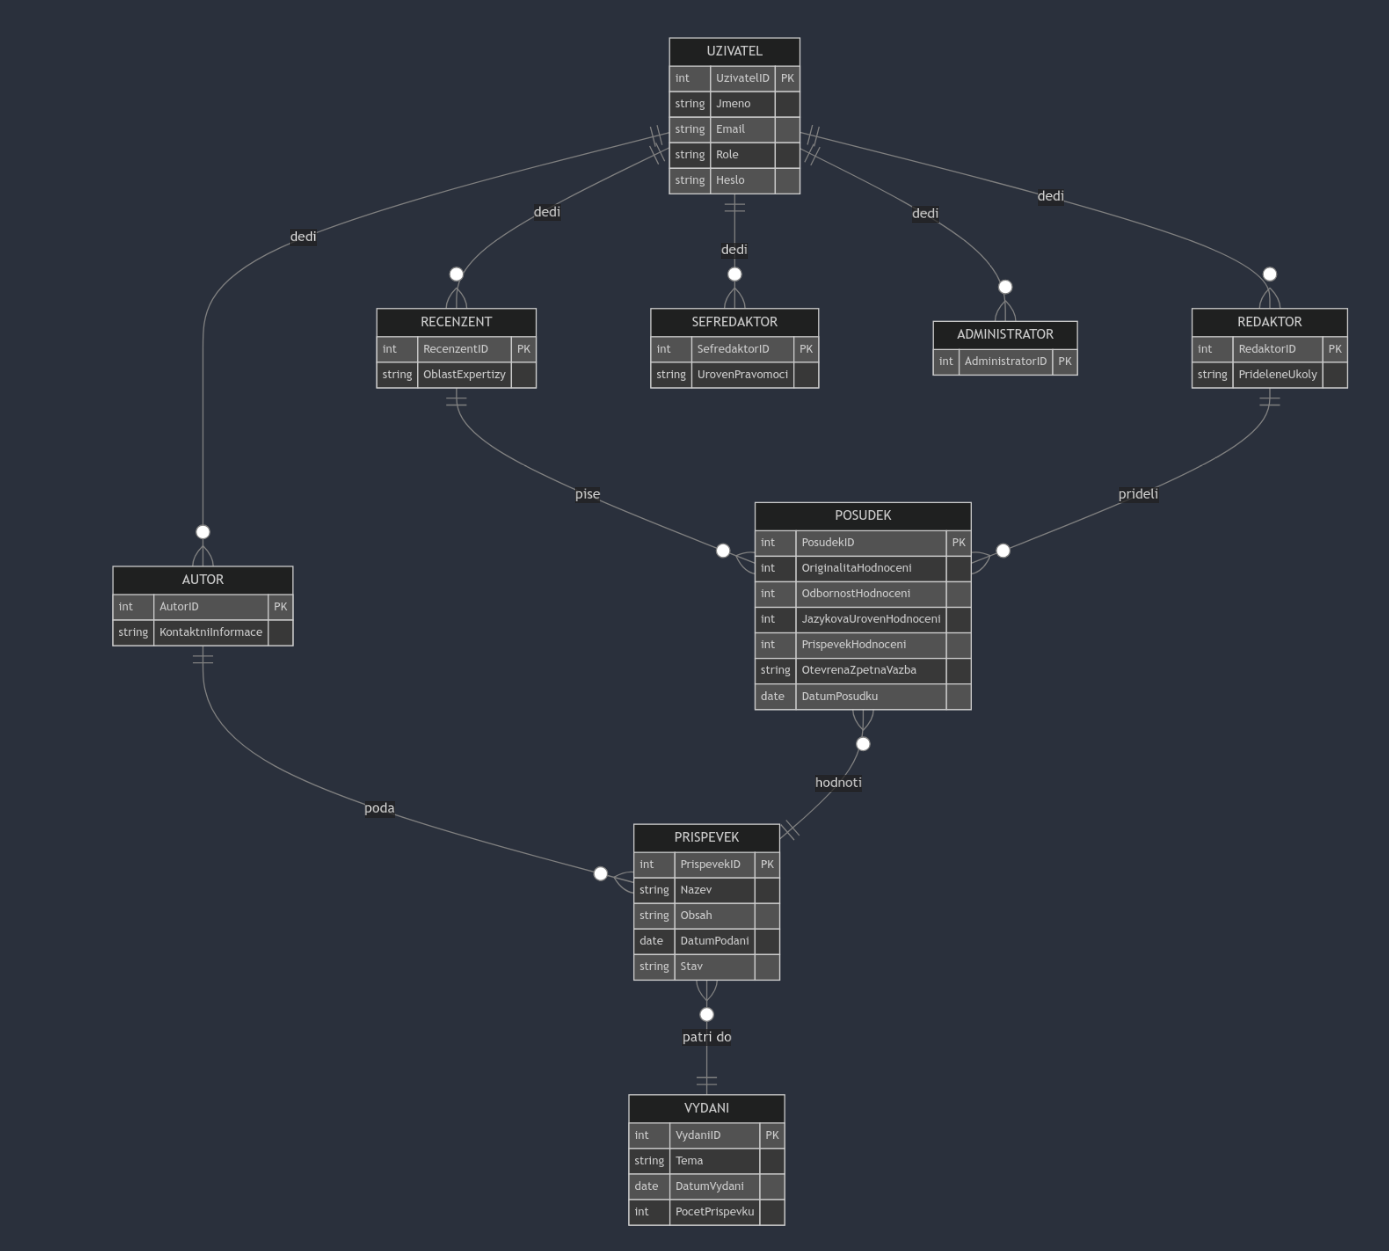 UZIVATEL
int UzivatelID PK
string Jmeno
string Email
string Role
string Heslo
dedi
dedi
dedi
dedi
dedi
RECENZENT
int RecenzentID PK
string OblastExpertizy
SEFREDAKTOR
int SefredaktorID PK
string UrovenPravomoci
ADMINISTRATOR
int AdministratorID PK
REDAKTOR
int RedaktorID PK
string PrideleneUkoly
pise
prideli
AUTOR
int AutorID PK
string KontaktniInformace
POSUDEK
int PosudekID PK
int OriginalitaHodnoceni
int OdbornostHodnoceni
int JazykovaUrovenHodnoceni
int PrispevekHodnoceni
string OtevrenaZpetnaVazba
date DatumPosudku
hodnoti
poda
PRISPEVEK
int PrispevekID PK
string Nazev
string Obsah
date DatumPodani
string Stav
patri do
VYDANI
int VydaniID PK
string Tema
date DatumVydani
int PocetPrispevku